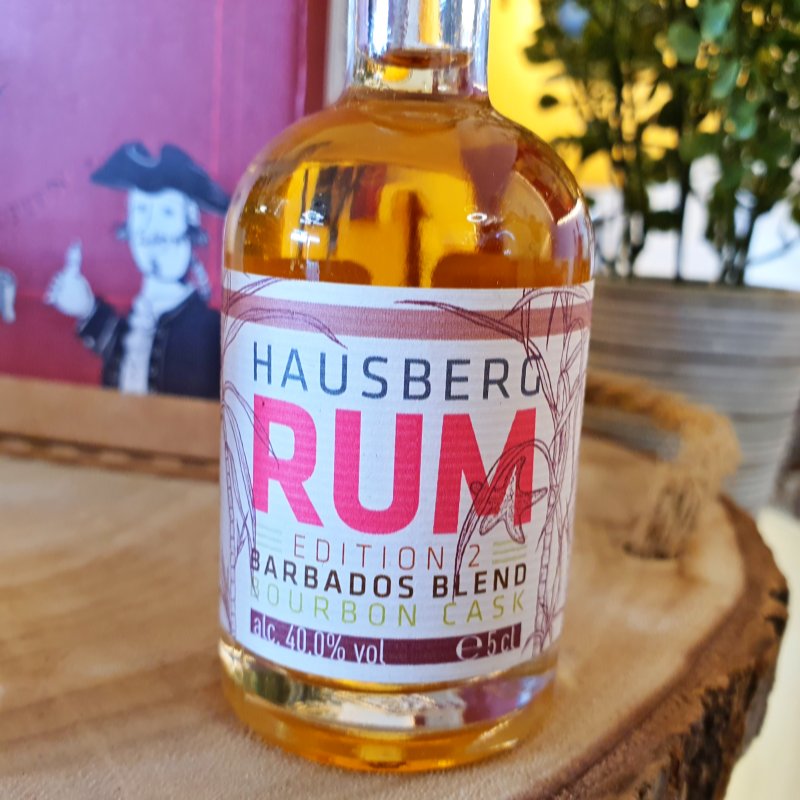 HAUSBERG
RUM
EDITION 2
BARBADOS BLEND
BOURBON CASK
alc. 40,0% vol ℮ 5 cl